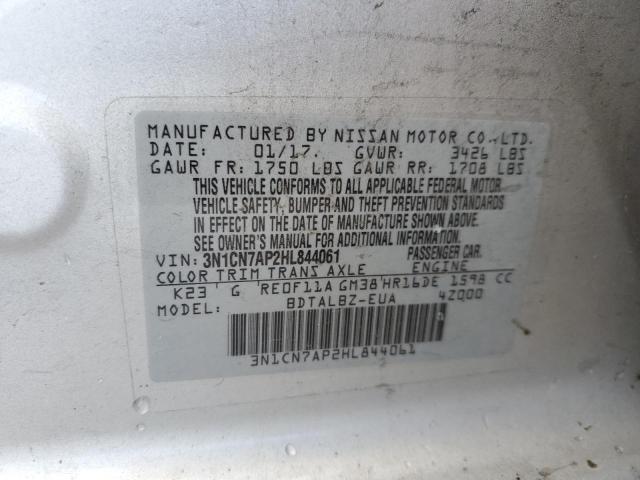 MANUFACTURED BY NISSAN MOTOR CO., LTD.
DATE: 01/17. GVWR: 3426 LBS
GAWR FR: 1750 LBS GAWR RR: 1708 LBS
THIS VEHICLE CONFORMS TO ALL APPLICABLE FEDERAL MOTOR
VEHICLE SAFETY, BUMPER AND THEFT PREVENTION STANDARDS
IN EFFECT ON THE DATE OF MANUFACTURE SHOWN ABOVE.
SEE OWNER'S MANUAL FOR ADDITIONAL INFORMATION.
VIN: 3N1CN7AP2HL844061 PASSENGER CAR.
COLOR TRIM TRANS AXLE ENGINE
K23 G RE0F11A GM38 HR16DE 1598 CC
MODEL: BDTALBZ-EUA 4Z000
3N1CN7AP2HL844061